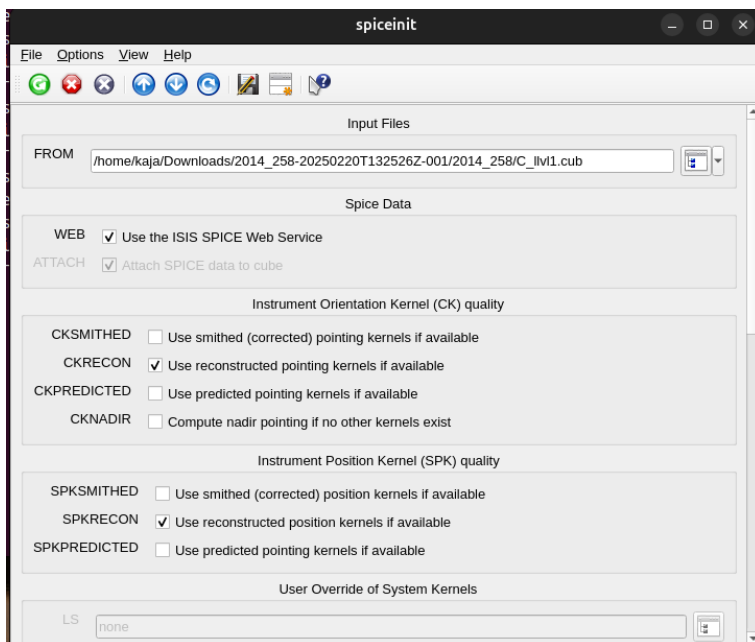 spiceinit
File Options View Help
Input Files
FROM /home/kaja/Downloads/2014_258-20250220T132526Z-001/2014_258/C_llvl1.cub
Spice Data
WEB Use the ISIS SPICE Web Service
ATTACH Attach SPICE data to cube
Instrument Orientation Kernel (CK) quality
CKSMITHED Use smithed (corrected) pointing kernels if available
CKRECON Use reconstructed pointing kernels if available
CKPREDICTED Use predicted pointing kernels if available
CKNADIR Compute nadir pointing if no other kernels exist
Instrument Position Kernel (SPK) quality
SPKSMITHED Use smithed (corrected) position kernels if available
SPKRECON Use reconstructed position kernels if available
SPKPREDICTED Use predicted pointing kernels if available
User Override of System Kernels
LS none